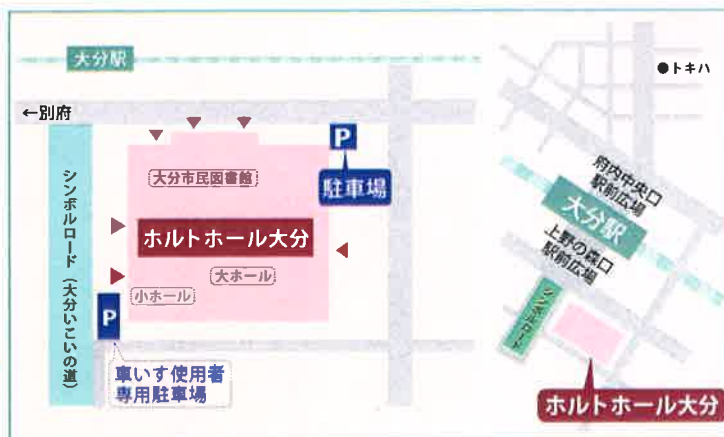 大分駅
←別府
P
駐車場
大分市民図書館
ホルトホール大分
大ホール
小ホール
シンボルロード（大分いこいの道）
P
車いす使用者
専用駐車場
●トキハ
府内中央口
駅前広場
大分駅
上野の森口
駅前広場
シンボルロード
ホルトホール大分